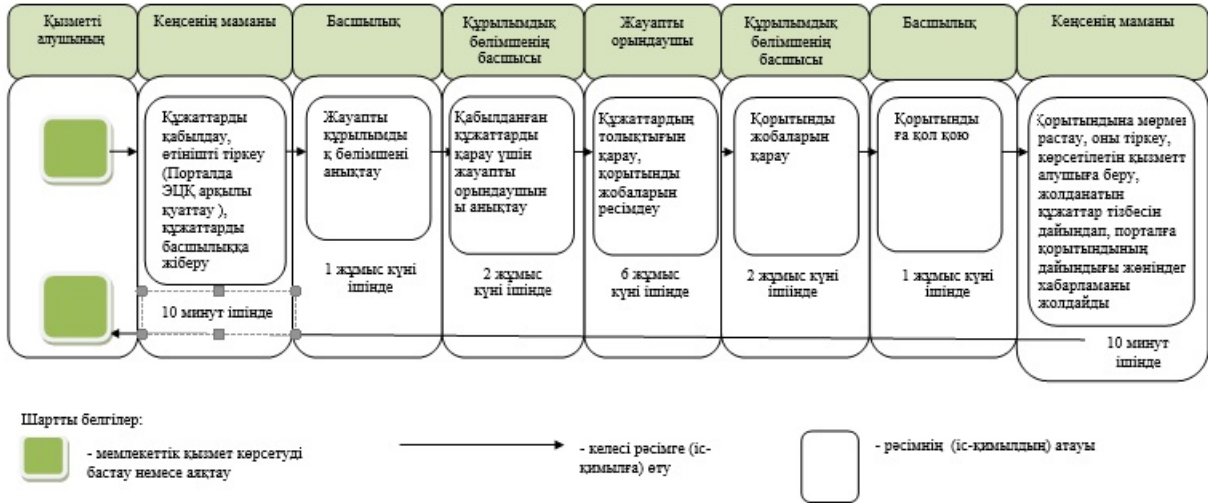 Қызметті
алушының
Кеңсенің маманы
Басшылық
Құрылымдық
бөлімшенің
басшысы
Жауапты
орындаушы
Құрылымдық
бөлімшенің
басшысы
Басшылық
Кеңсенің маманы
Құжаттарды
қабылдау,
өтінішті тіркеу
(Порталда
ЭЦҚ арқылы
қуаттау ),
құжаттарды
басшылыққа
жіберу
Жауапты
құрылымды
қ бөлімшені
анықтау
Қабылданған
құжаттарды
қарау үшін
жауапты
орындаушын
ы анықтау
Құжаттардың
толықтығын
қарау,
қорытынды
жобаларын
ресімдеу
Қорытынды
жобаларын
қарау
Қорытынды
ға қол қою
Қорытындына мөрмен
растау, оны тіркеу,
көрсетілетін қызметт
алушыға беру,
жолданатын
құжаттар тізбесін
дайындап, порталға
қорытындының
дайындығы жөніндег
хабарламаны
жолдайды
10 минут ішінде
1 жұмыс күні
ішінде
2 жұмыс
күні ішінде
6 жұмыс
күні ішінде
2 жұмыс күні
ішінде
1 жұмыс күні
ішінде
10 минут
ішінде
Шартты белгілер:
- мемлекеттік қызмет көрсетуді
бастау немесе аяқтау
- келесі рәсімге (іс-
қимылға) өту
- рәсімнің (іс-қимылдың) атауы